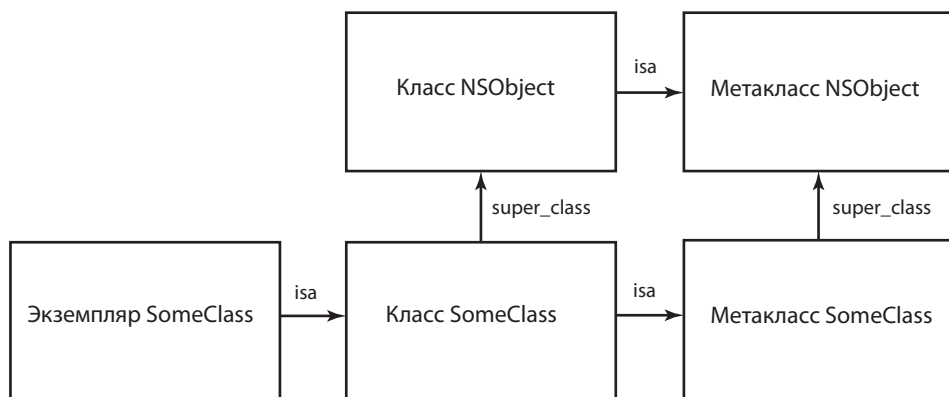 Класс NSObject
isa
Метакласс NSObject
super_class
super_class
Экземпляр SomeClass
isa
Класс SomeClass
isa
Метакласс SomeClass